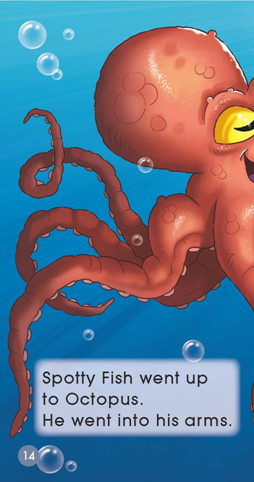 Spotty Fish went up
to Octopus.
He went into his arms.
14